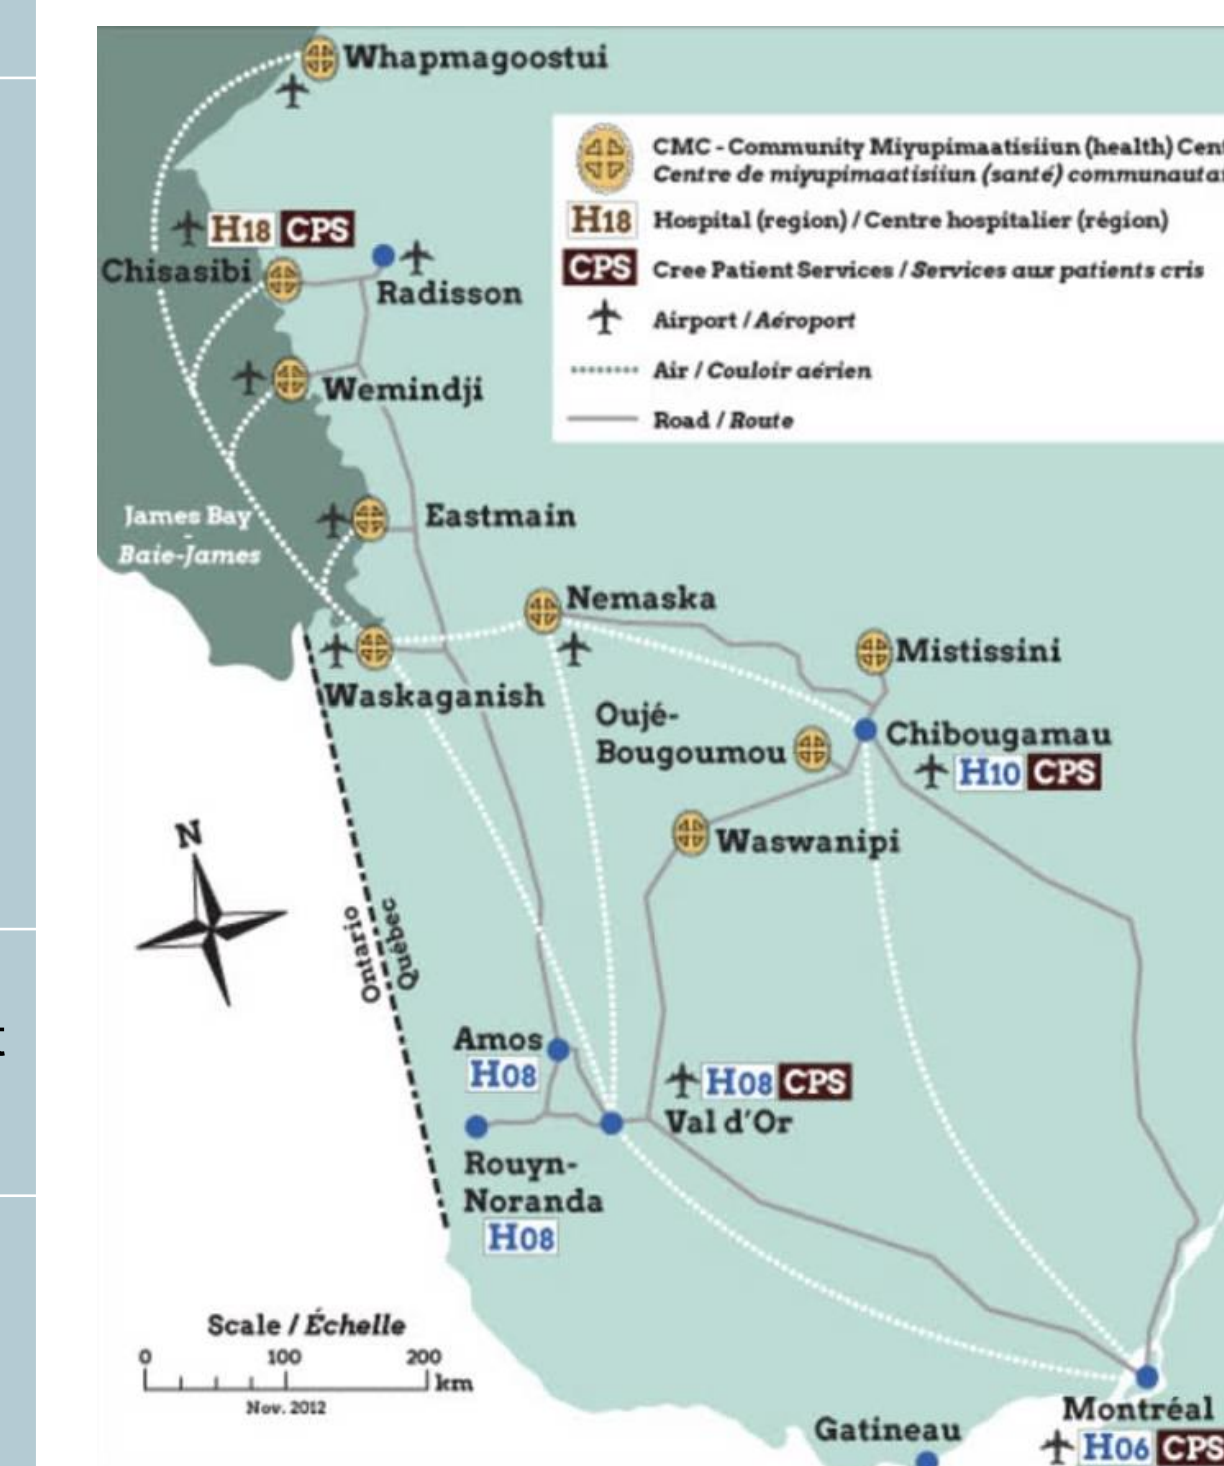 Whapmagoostui
CMC - Community Miyupimaatisiiun (health)
Centre de miyupimaatisiiun (santé)
H18 Hospital (region) / Centre hospitalier (région)
CPS Cree Patient Services / Services aux patients cris
Airport / Aéroport
Air / Couloir aérien
Road / Route
H18 CPS
Chisasibi
Radisson
Wemindji
James Bay
-
Baie-James
Eastmain
Nemaska
Mistissini
Waskaganish
Oujé-
Bougoumou
Chibougamau
H10 CPS
Waswanipi
N
Ontario
Québec
Amos
H08
H08 CPS
Val d'Or
Rouyn-
Noranda
H08
Scale / Échelle
0 100 200
km
Nov. 2012
Montréal
H06 CPS
Gatineau